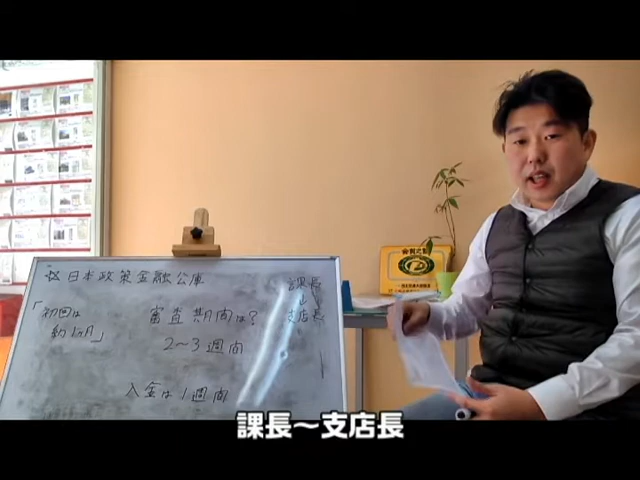 ☆日本政策金融公庫
「初回は
約1ヶ月」
審査期間は?
2〜3週間
入金は1週間
課長
↓
支店長
課長〜支店長